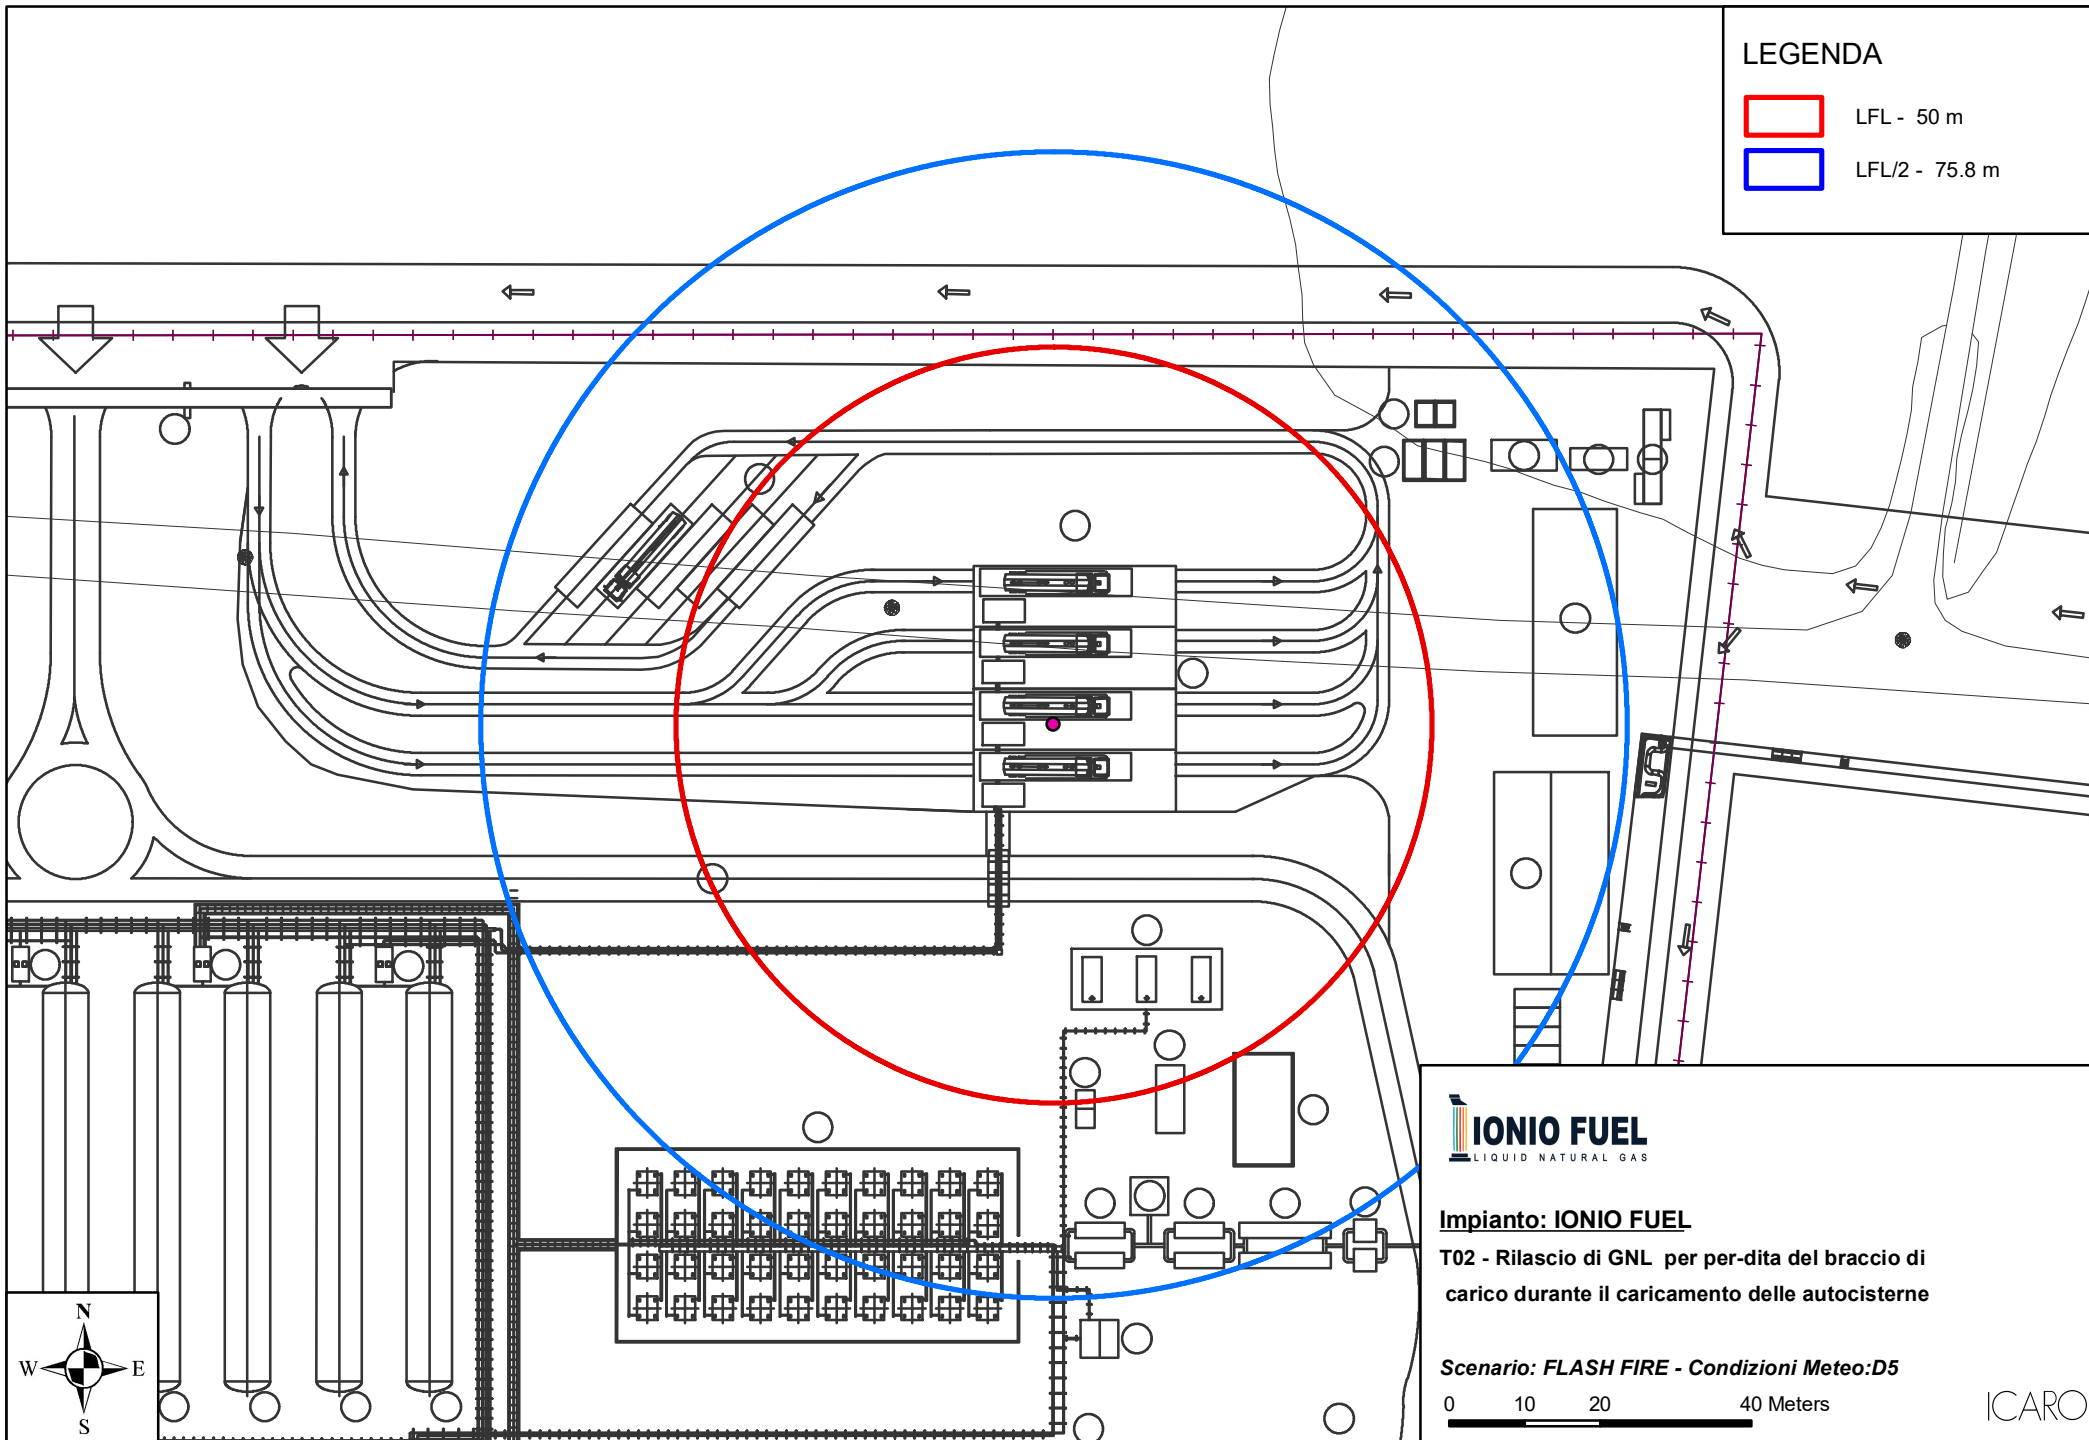 LEGENDA
LFL - 50 m
LFL/2 - 75.8 m
IONIO FUEL
LIQUID NATURAL GAS
Impianto: IONIO FUEL
T02 - Rilascio di GNL per per-dita del braccio di
carico durante il caricamento delle autocisterne
Scenario: FLASH FIRE - Condizioni Meteo:D5
0 10 20 40 Meters
ICARO
N
W E
S